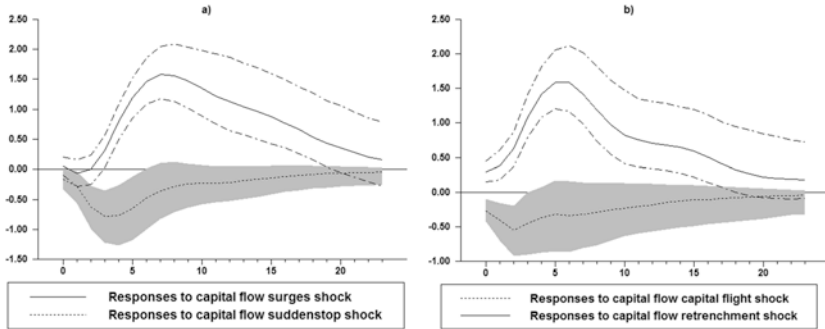 a)
2.50
2.00
1.50
1.00
0.50
0.00
-0.50
-1.00
-1.50
0 5 10 15 20
Responses to capital flow surges shock
Responses to capital flow suddenstop shock
b)
2.50
2.00
1.50
1.00
0.50
0.00
-0.50
-1.00
0 5 10 15 20
Responses to capital flow capital flight shock
Responses to capital flow retrenchment shock